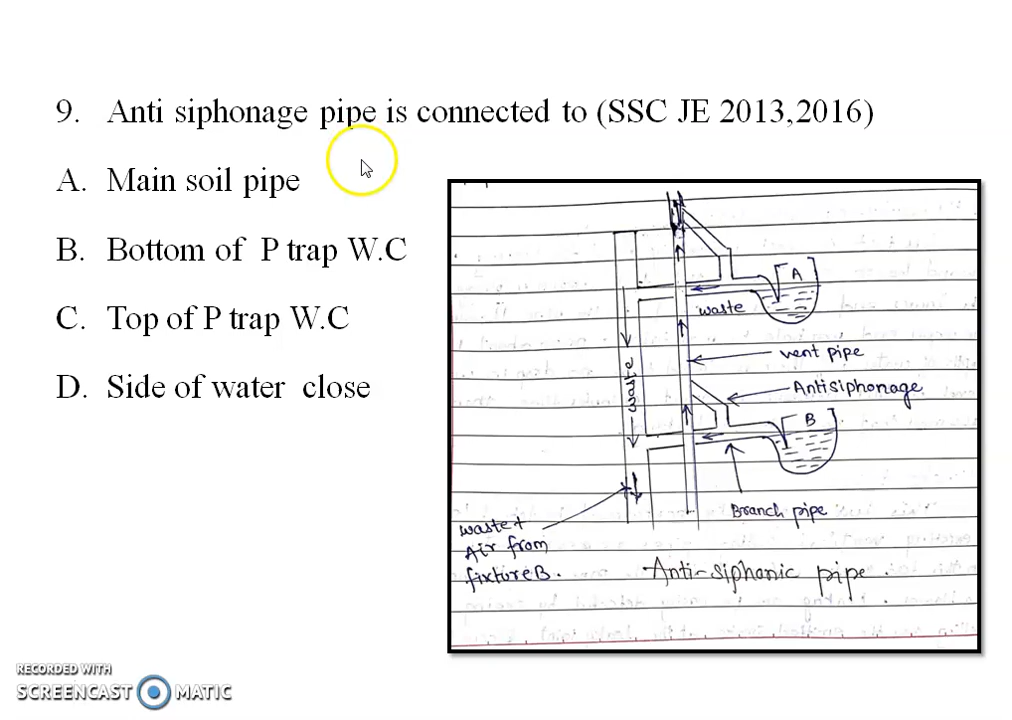 9. Anti siphonage pipe is connected to (SSC JE 2013,2016)
A. Main soil pipe
B. Bottom of P trap W.C
C. Top of P trap W.C
D. Side of water close
A
waste
vent pipe
waste
Antisiphonage
B
Branch pipe
waste +
Air from
fixture B.
Anti-siphonic pipe.
RECORDED WITH
SCREENCAST MATIC